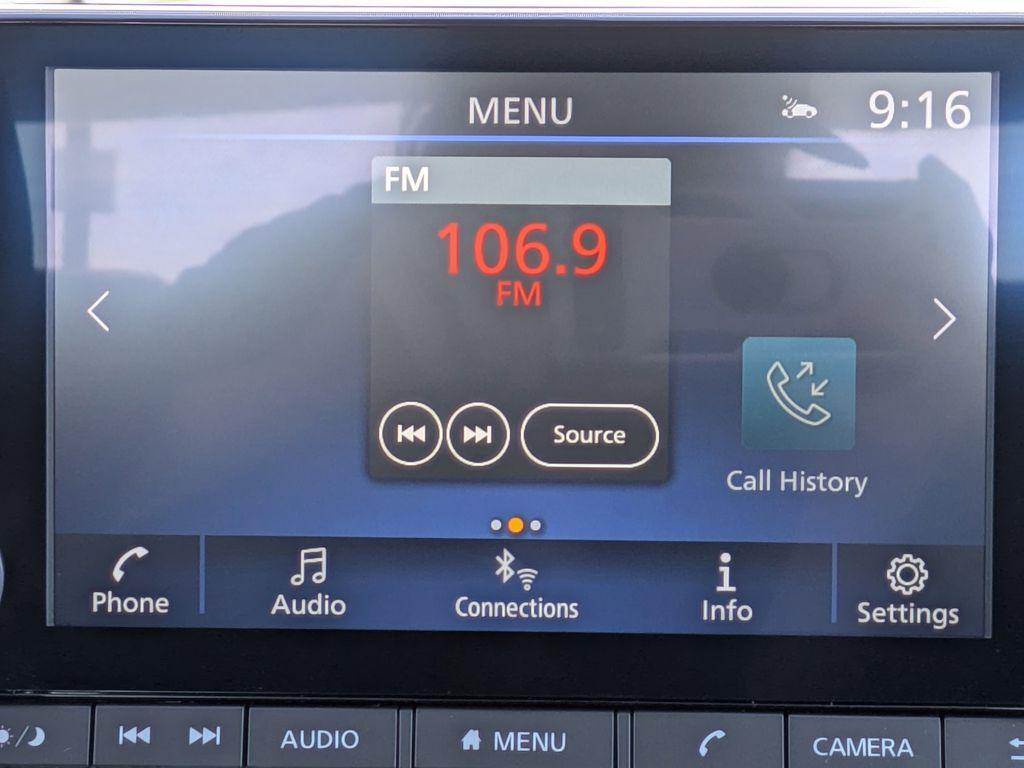 MENU
9:16
FM
106.9
FM
Source
Call History
Phone
Audio
Connections
Info
Settings
AUDIO
MENU
CAMERA